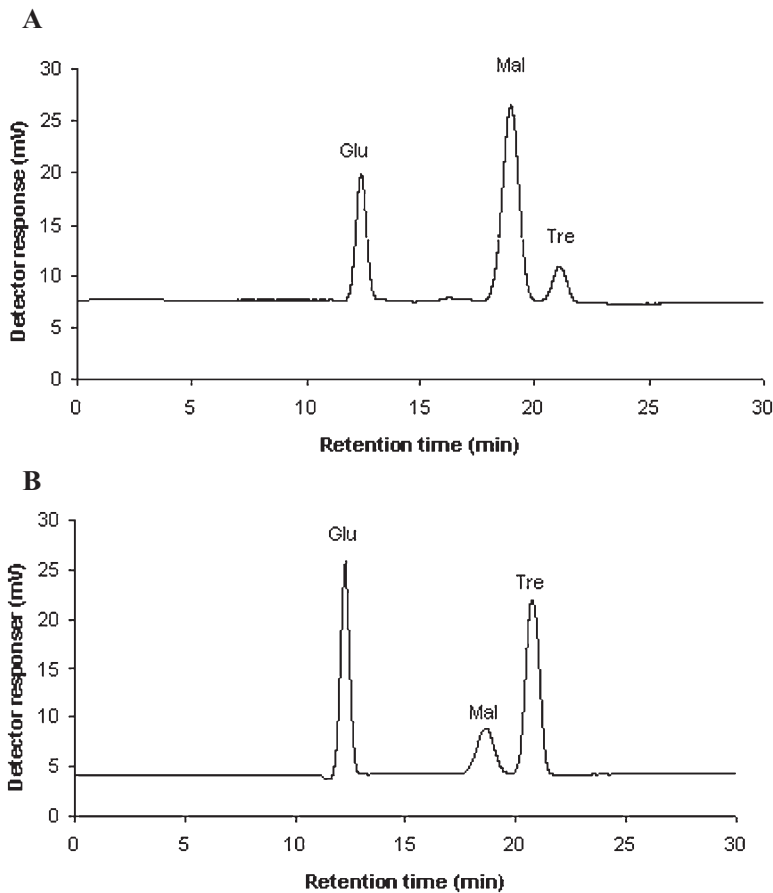 A
30
25
20
15
10
5
0
Detector response (mV)
Glu
Mal
Tre
0 5 10 15 20 25 30
Retention time (min)
B
30
25
20
15
10
5
0
Detector responser (mV)
Glu
Mal
Tre
0 5 10 15 20 25 30
Retention time (min)